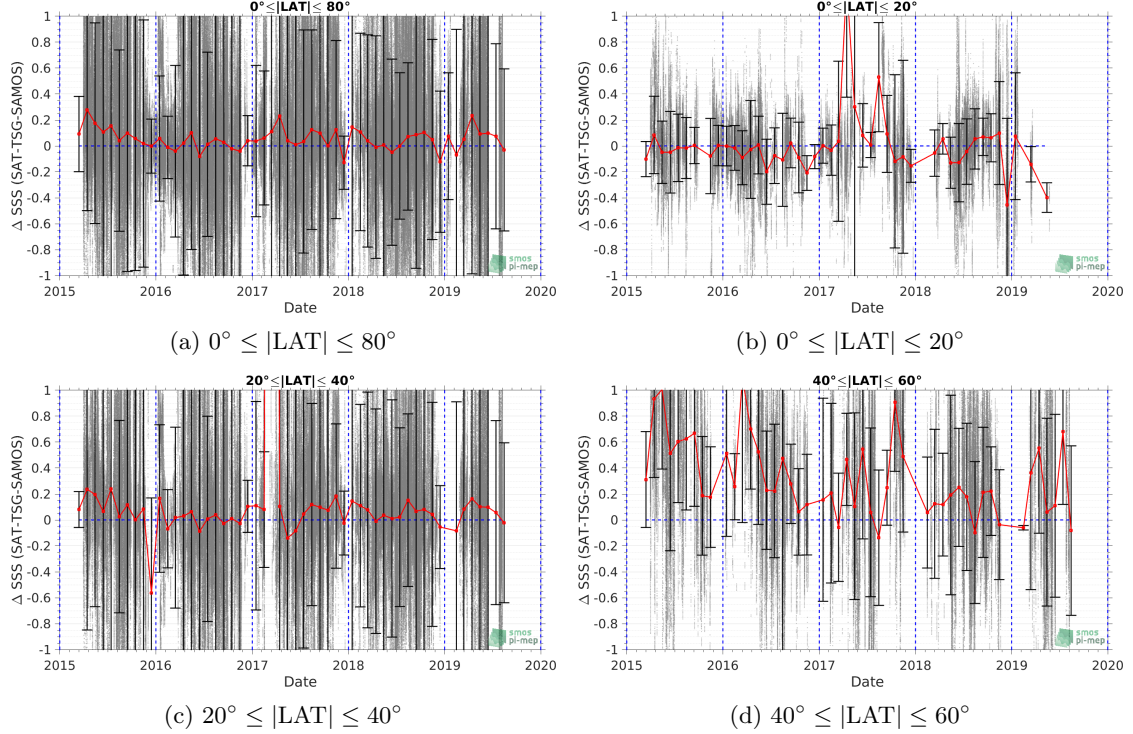 0°≤|LAT|≤ 80°
Δ SSS (SAT-TSG-SAMOS)
1
0.8
0.6
0.4
0.2
0
-0.2
-0.4
-0.6
-0.8
-1
2015 2016 2017 2018 2019 2020
Date
smos
pi-mep
(a) 0° ≤ |LAT| ≤ 80°
0°≤|LAT|≤ 20°
Δ SSS (SAT-TSG-SAMOS)
1
0.8
0.6
0.4
0.2
0
-0.2
-0.4
-0.6
-0.8
-1
2015 2016 2017 2018 2019 2020
Date
smos
pi-mep
(b) 0° ≤ |LAT| ≤ 20°
20°≤|LAT|≤ 40°
Δ SSS (SAT-TSG-SAMOS)
1
0.8
0.6
0.4
0.2
0
-0.2
-0.4
-0.6
-0.8
-1
2015 2016 2017 2018 2019 2020
Date
smos
pi-mep
(c) 20° ≤ |LAT| ≤ 40°
40°≤|LAT|≤ 60°
Δ SSS (SAT-TSG-SAMOS)
1
0.8
0.6
0.4
0.2
0
-0.2
-0.4
-0.6
-0.8
-1
2015 2016 2017 2018 2019 2020
Date
smos
pi-mep
(d) 40° ≤ |LAT| ≤ 60°